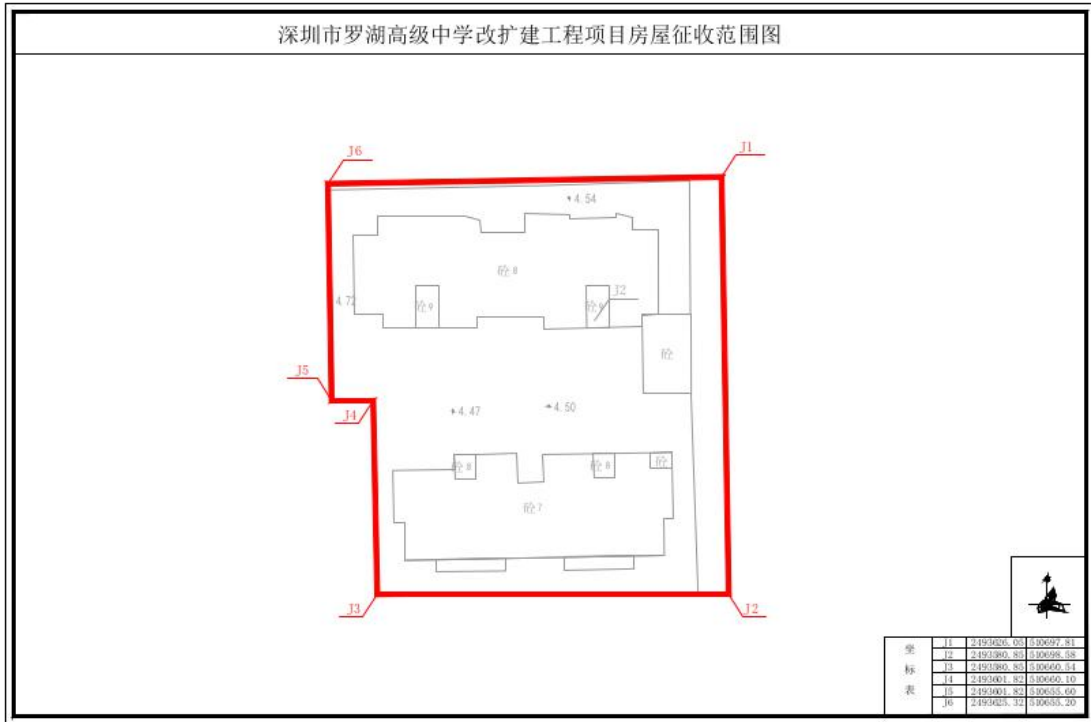 深圳市罗湖高级中学改扩建工程项目房屋征收范围图
J6
J1
4.54
砼8
J2
4.72
砼9
砼9
砼
J5
J4
4.47
4.50
砼8
砼8
砼
砼7
J3
J2
坐标表
J1 2493626.05 510697.81
J2 2493580.85 510698.58
J3 2493580.85 510660.54
J4 2493601.82 510660.10
J5 2493601.82 510655.60
J6 2493625.32 510655.20